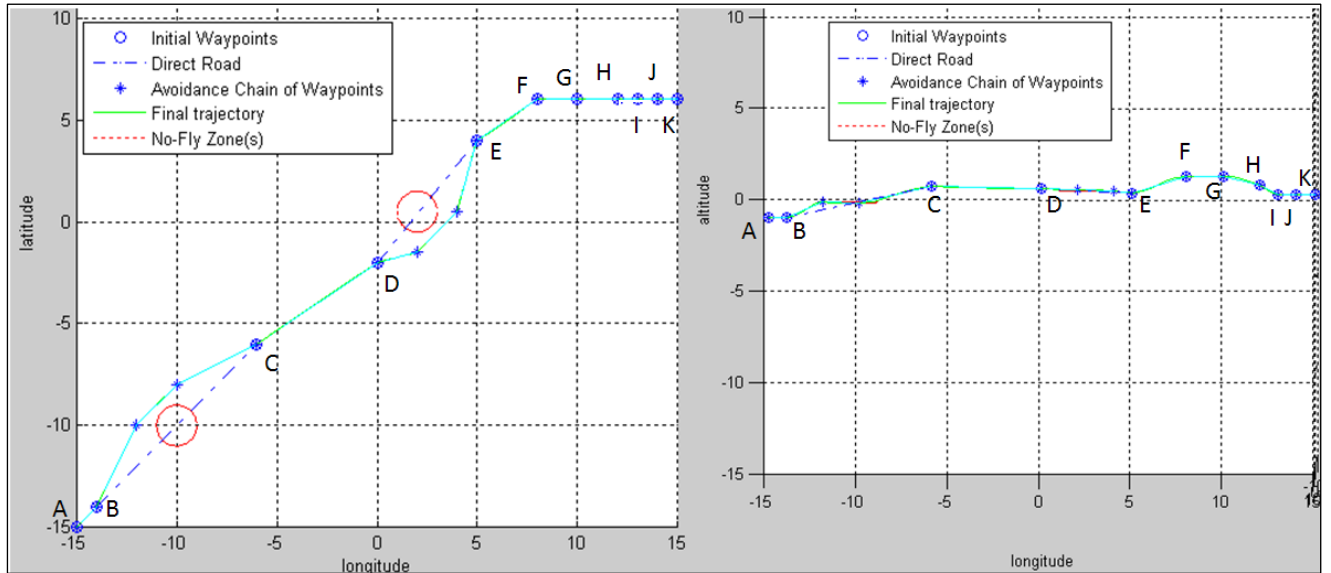 10
5
0
-5
-10
-15
latitude
-15
-10
-5
0
5
10
15
longitude
Initial Waypoints
Direct Road
Avoidance Chain of Waypoints
Final trajectory
No-Fly Zone(s)
A
B
C
D
E
F
G
H
J
I
K
10
5
0
-5
-10
-15
altitude
-15
-10
-5
0
5
10
15
longitude
Initial Waypoints
Direct Road
Avoidance Chain of Waypoints
Final trajectory
No-Fly Zone(s)
A
B
C
D
E
F
G
H
I
J
K